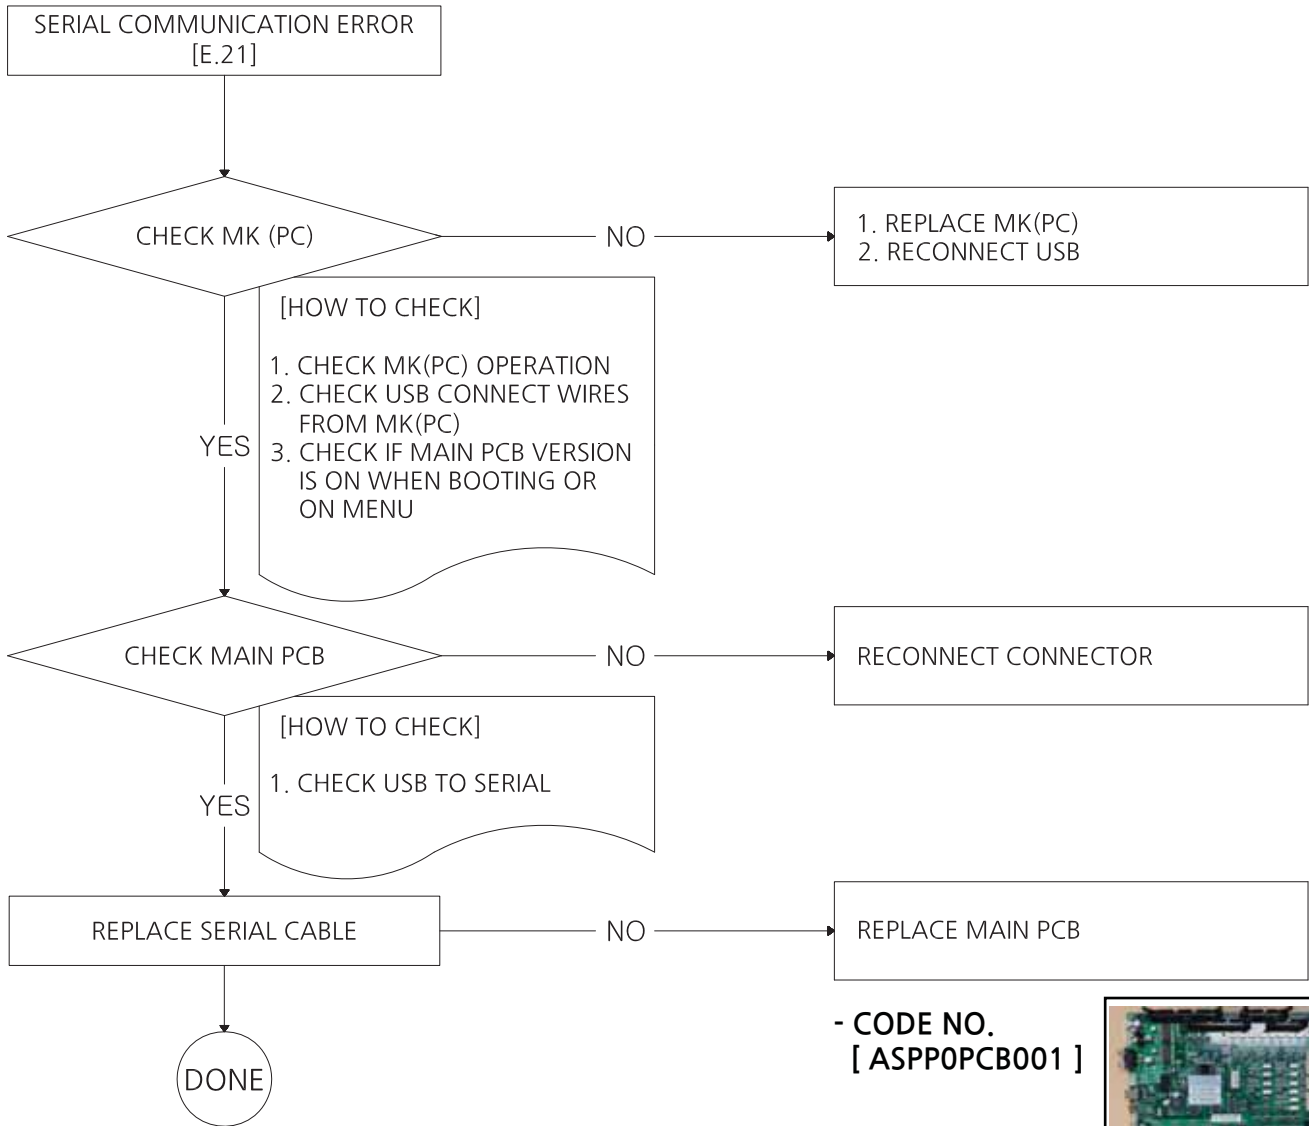 SERIAL COMMUNICATION ERROR
[E.21]
CHECK MK (PC)
NO
1. REPLACE MK(PC)
2. RECONNECT USB
[HOW TO CHECK]
1. CHECK MK(PC) OPERATION
2. CHECK USB CONNECT WIRES
FROM MK(PC)
3. CHECK IF MAIN PCB VERSION
IS ON WHEN BOOTING OR
ON MENU
YES
CHECK MAIN PCB
NO
RECONNECT CONNECTOR
[HOW TO CHECK]
1. CHECK USB TO SERIAL
YES
REPLACE SERIAL CABLE
NO
REPLACE MAIN PCB
- CODE NO.
[ ASPP0PCB001 ]
DONE